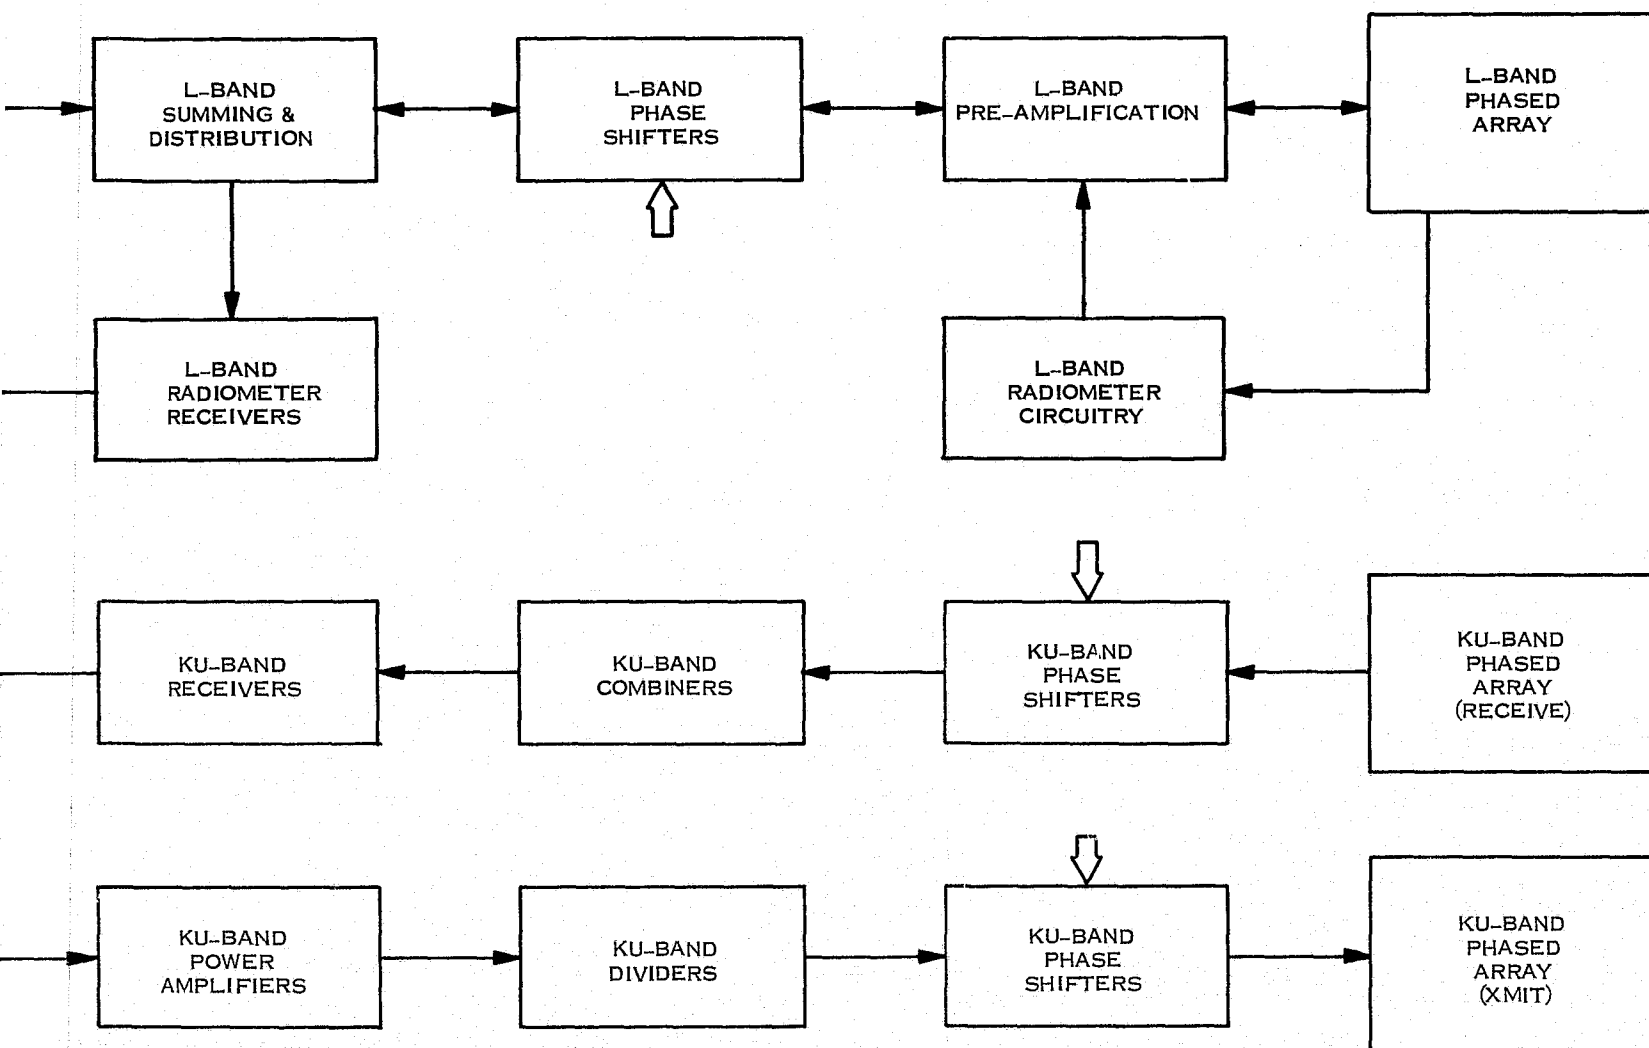 L-BAND
SUMMING &
DISTRIBUTION
L-BAND
PHASE
SHIFTERS
L-BAND
PRE-AMPLIFICATION
L-BAND
PHASED
ARRAY
L-BAND
RADIOMETER
RECEIVERS
L-BAND
RADIOMETER
CIRCUITRY
KU-BAND
RECEIVERS
KU-BAND
COMBINERS
KU-BAND
PHASE
SHIFTERS
KU-BAND
PHASED
ARRAY
(RECEIVE)
KU-BAND
POWER
AMPLIFIERS
KU-BAND
DIVIDERS
KU-BAND
PHASE
SHIFTERS
KU-BAND
PHASED
ARRAY
(XMIT)